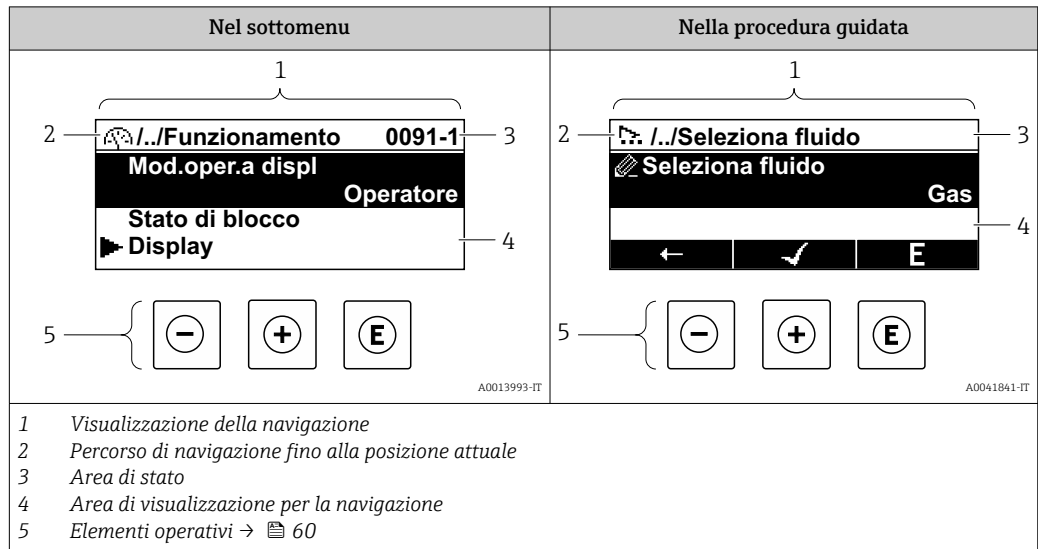 Nel sottomenu
Nella procedura guidata
1
2
/../Funzionamento 0091-1
3
Mod.oper.a displ
Operatore
Stato di blocco
Display
4
5
- + E
A0013993-IT
1
2
/../Seleziona fluido
3
Seleziona fluido
Gas
4
← ✓ E
5
- + E
A0041841-IT
1 Visualizzazione della navigazione
2 Percorso di navigazione fino alla posizione attuale
3 Area di stato
4 Area di visualizzazione per la navigazione
5 Elementi operativi → 60